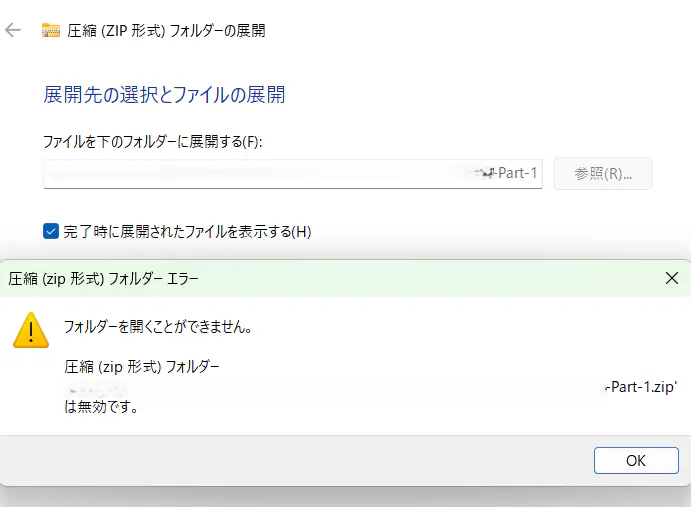 圧縮 (ZIP 形式) フォルダーの展開
展開先の選択とファイルの展開
ファイルを下のフォルダーに展開する(F):
-Part-1
参照(R)...
完了時に展開されたファイルを表示する(H)
圧縮 (zip 形式) フォルダー エラー
フォルダーを開くことができません。
圧縮 (zip 形式) フォルダー
-Part-1.zip'
は無効です。
OK